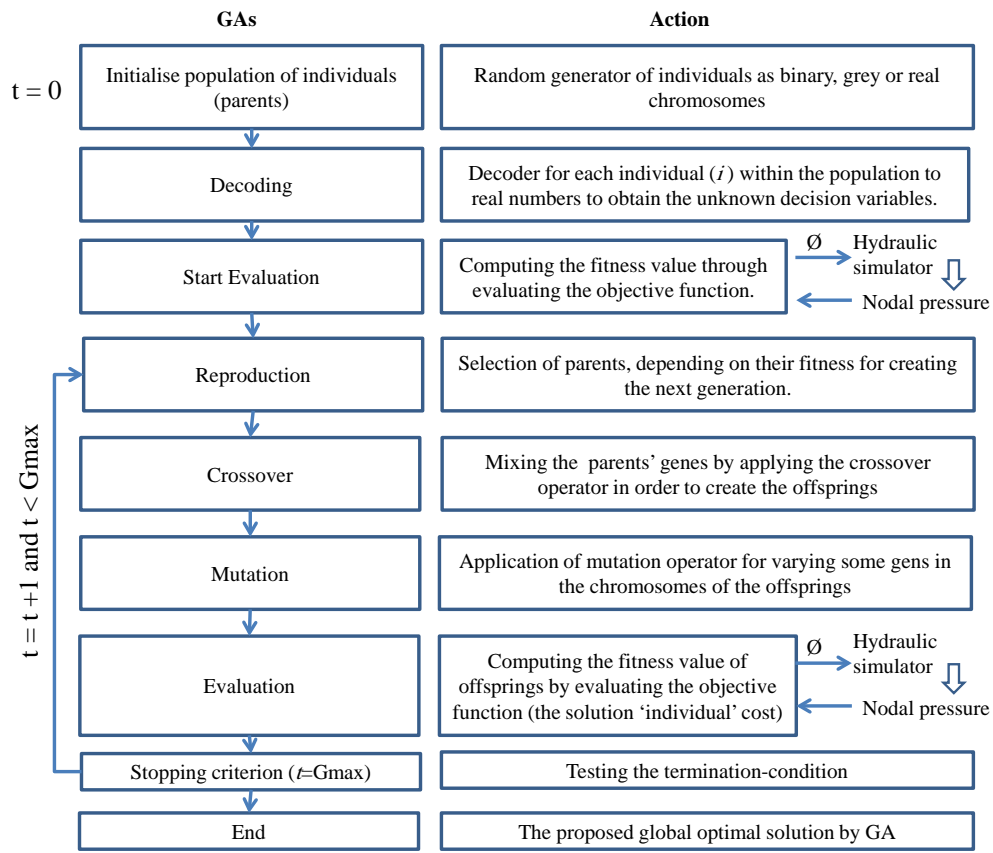 GAs
Action
t = 0
Initialise population of individuals
(parents)
Random generator of individuals as binary, grey or real
chromosomes
Decoding
Decoder for each individual (i) within the population to
real numbers to obtain the unknown decision variables.
Start Evaluation
Computing the fitness value through
evaluating the objective function.
Ø
Hydraulic
simulator
Nodal pressure
Reproduction
Selection of parents, depending on their fitness for creating
the next generation.
Crossover
Mixing the parents' genes by applying the crossover
operator in order to create the offsprings
t = t +1 and t < Gmax
Mutation
Application of mutation operator for varying some gens in
the chromosomes of the offsprings
Evaluation
Computing the fitness value of
offsprings by evaluating the objective
function (the solution ‘individual’ cost)
Ø
Hydraulic
simulator
Nodal pressure
Stopping criterion (t=Gmax)
Testing the termination-condition
End
The proposed global optimal solution by GA